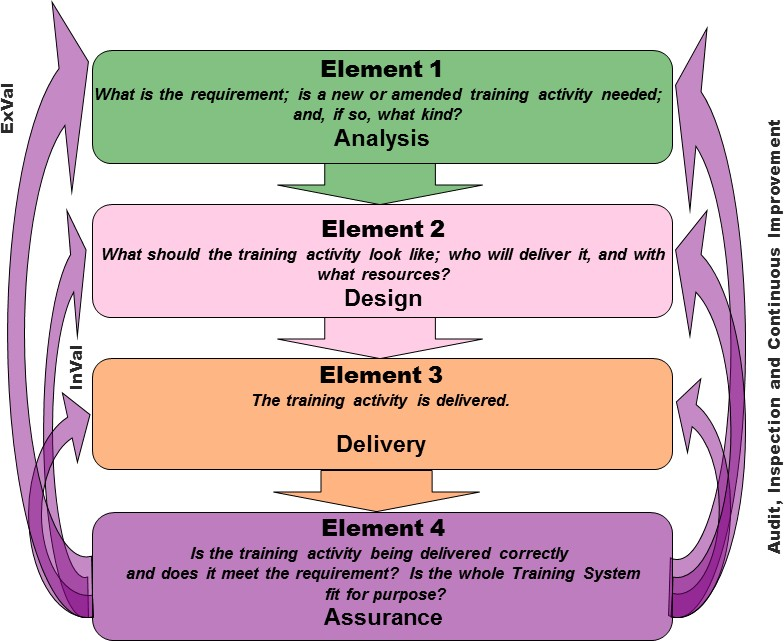 ExVal
Element 1
What is the requirement; is a new or amended training activity needed;
and, if so, what kind?
Analysis
Element 2
What should the training activity look like; who will deliver it, and with
what resources?
Design
InVal
Element 3
The training activity is delivered.
Delivery
Element 4
Is the training activity being delivered correctly
and does it meet the requirement? Is the whole Training System
fit for purpose?
Assurance
Audit, Inspection and Continuous Improvement